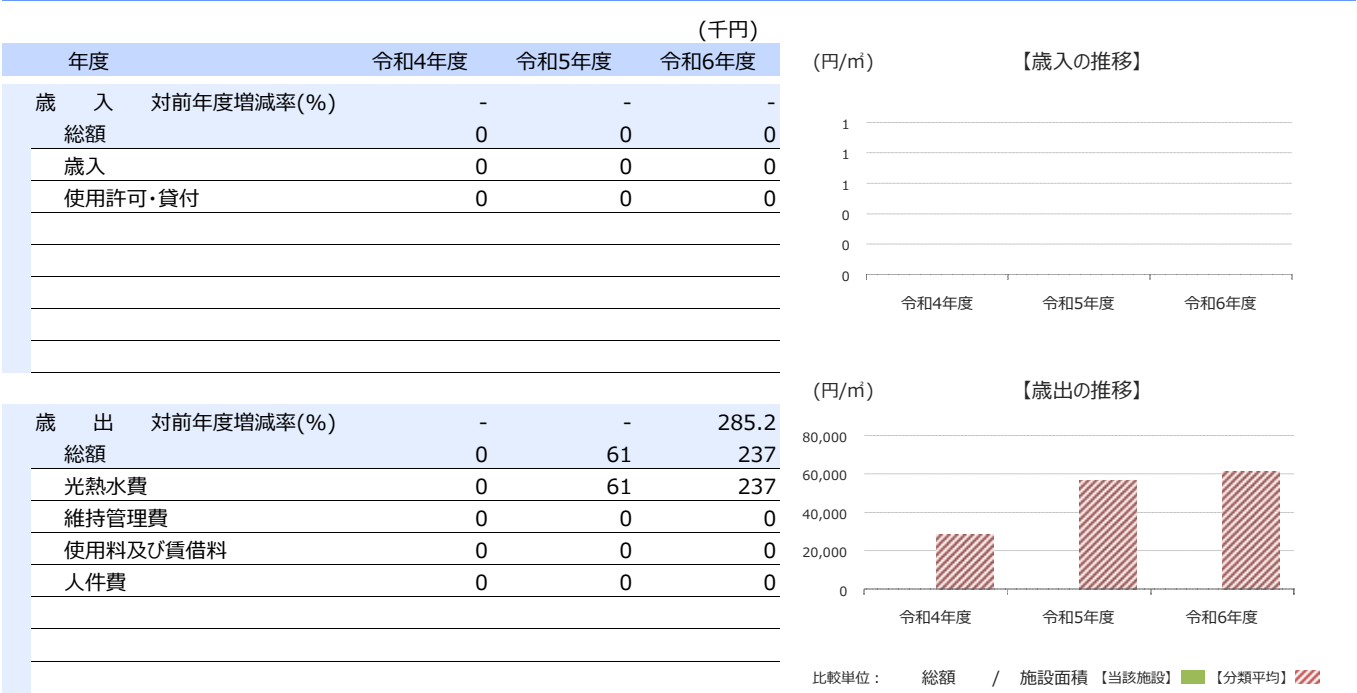 (千円)
年度 令和4年度 令和5年度 令和6年度
歳 入 対前年度増減率(%) - - -
総額 0 0 0
歳入 0 0 0
使用許可・貸付 0 0 0
(円/㎡) 【歳入の推移】
1
1
1
0
0
0
令和4年度 令和5年度 令和6年度
歳 出 対前年度増減率(%) - - 285.2
総額 0 61 237
光熱水費 0 61 237
維持管理費 0 0 0
使用料及び賃借料 0 0 0
人件費 0 0 0
(円/㎡) 【歳出の推移】
80,000
60,000
40,000
20,000
0
令和4年度 令和5年度 令和6年度
比較単位: 総額 / 施設面積 【当該施設】 【分類平均】